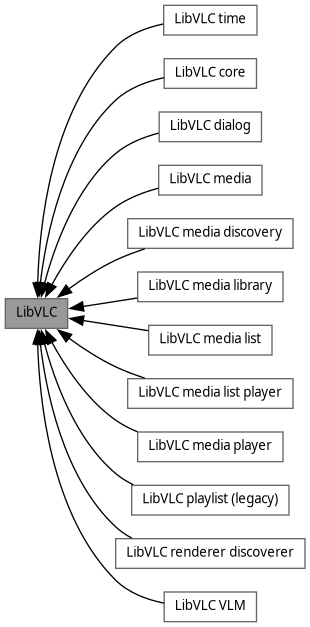 LibVLC time
LibVLC core
LibVLC dialog
LibVLC media
LibVLC media discovery
LibVLC media library
LibVLC
LibVLC media list
LibVLC media list player
LibVLC media player
LibVLC playlist (legacy)
LibVLC renderer discoverer
LibVLC VLM